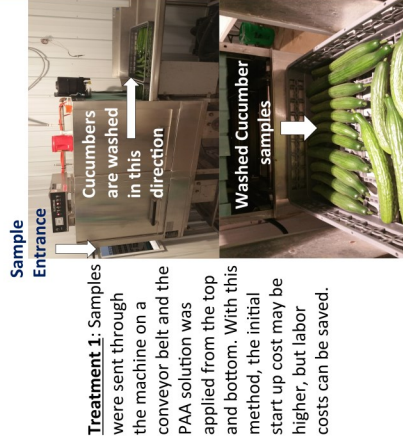 Sample
Entrance
Cucumbers
are washed
in this
direction
Washed Cucumber
samples
Treatment 1: Samples
were sent through
the machine on a
conveyor belt and the
PAA solution was
applied from the top
and bottom. With this
method, the initial
start up cost may be
higher, but labor
costs can be saved.